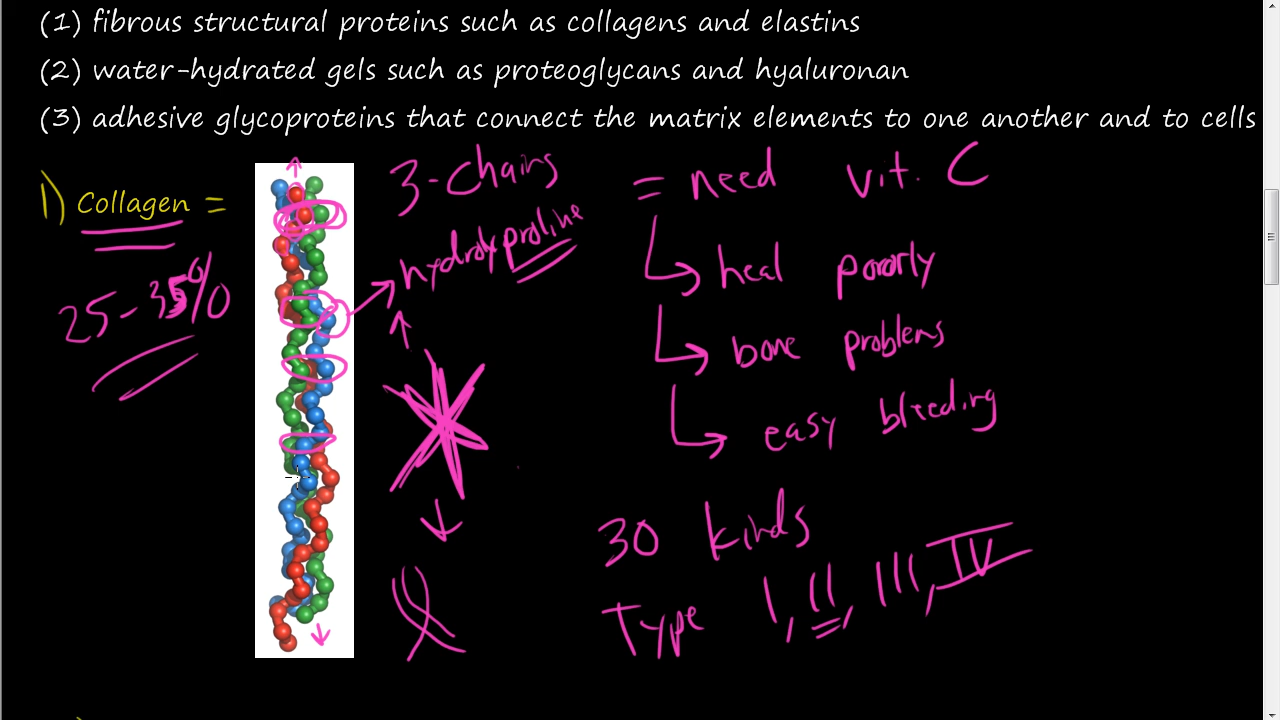 (1) fibrous structural proteins such as collagens and elastins
(2) water-hydrated gels such as proteoglycans and hyaluronan
(3) adhesive glycoproteins that connect the matrix elements to one another and to cells
1) Collagen =
25-35%
3-Chains
hydroxyproline
= need vit. C
heal poorly
bone problems
easy bleeding
30 kinds
Type I, II, III, IV